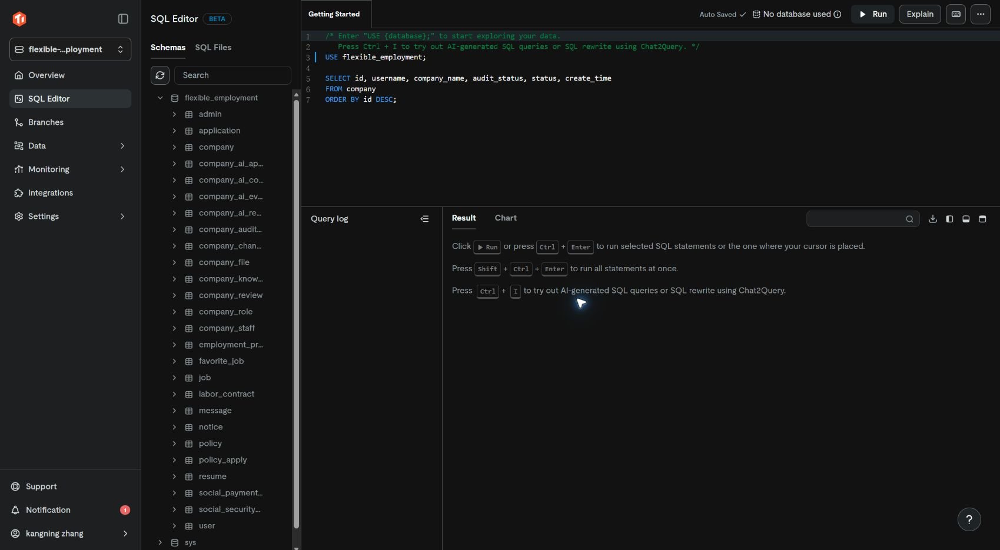 flexible-...ployment
Overview
SQL Editor
Branches
Data
Monitoring
Integrations
Settings
Support
Notification
1
kangning zhang
SQL Editor BETA
Schemas SQL Files
Search
flexible_employment
admin
application
company
company_ai_ap...
company_ai_co...
company_ai_ev...
company_ai_re...
company_audit...
company_chan...
company_file
company_know...
company_review
company_role
company_staff
employment_pr...
favorite_job
job
labor_contract
message
notice
policy
policy_apply
resume
social_payment...
social_security...
user
sys
Getting Started
Auto Saved No database used Run Explain ...
1 /* Enter "USE {database};" to start exploring your data.
2 Press Ctrl + I to try out AI-generated SQL queries or SQL rewrite using Chat2Query. */
3 USE flexible_employment;
4
5 SELECT id, username, company_name, audit_status, status, create_time
6 FROM company
7 ORDER BY id DESC;
Query log
Result Chart
Click Run or press Ctrl + Enter to run selected SQL statements or the one where your cursor is placed.
Press Shift + Ctrl + Enter to run all statements at once.
Press Ctrl + I to try out AI-generated SQL queries or SQL rewrite using Chat2Query.
?